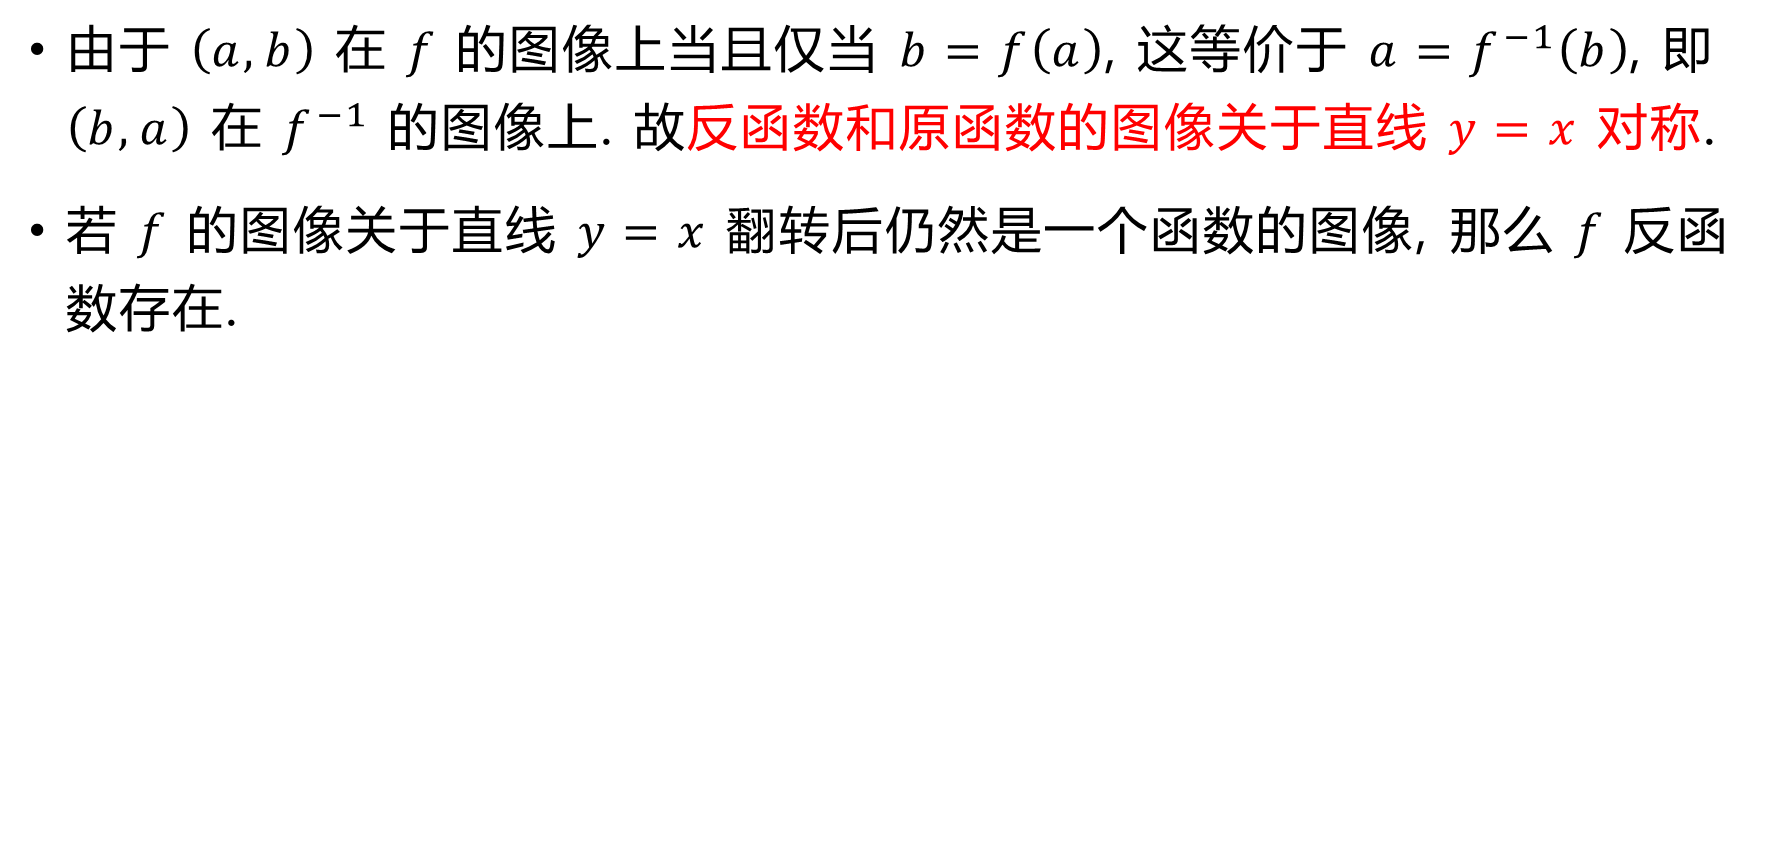 • 由于 (a, b) 在 f 的图像上当且仅当 b = f(a), 这等价于 a = f⁻¹(b), 即
(b, a) 在 f⁻¹ 的图像上. 故反函数和原函数的图像关于直线 y = x 对称.
• 若 f 的图像关于直线 y = x 翻转后仍然是一个函数的图像, 那么 f 反函
数存在.